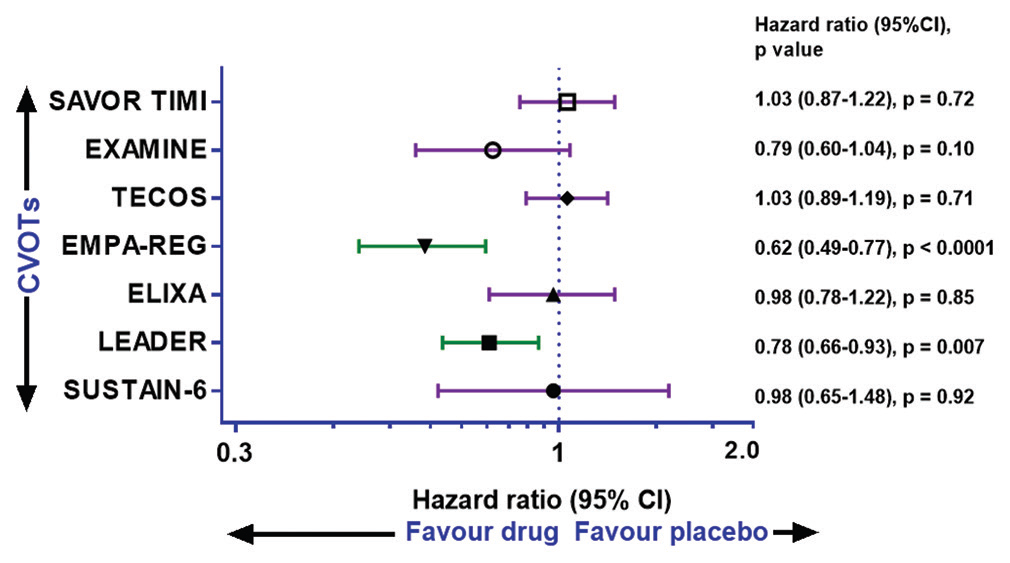 Hazard ratio (95%CI),
p value
SAVOR TIMI 1.03 (0.87-1.22), p = 0.72
EXAMINE 0.79 (0.60-1.04), p = 0.10
TECOS 1.03 (0.89-1.19), p = 0.71
EMPA-REG 0.62 (0.49-0.77), p < 0.0001
ELIXA 0.98 (0.78-1.22), p = 0.85
LEADER 0.78 (0.66-0.93), p = 0.007
SUSTAIN-6 0.98 (0.65-1.48), p = 0.92
CVOTs
0.3 1 2.0
Hazard ratio (95% CI)
Favour drug Favour placebo